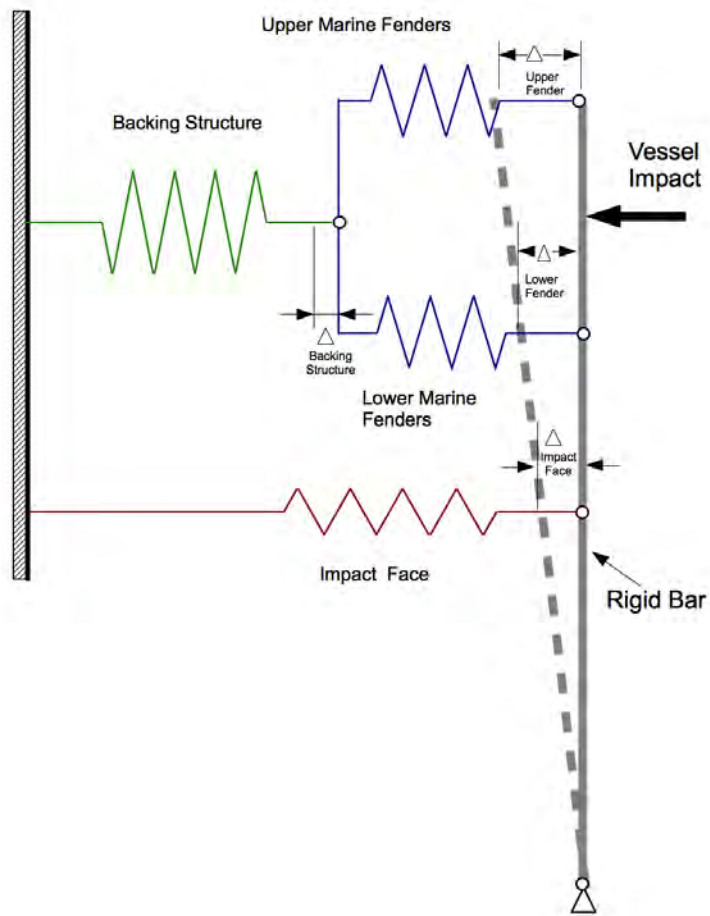 Upper Marine Fenders
△
Upper
Fender
Backing Structure
Vessel
Impact
△
Lower
Fender
△
Backing
Structure
Lower Marine
Fenders
△
Impact
Face
Impact Face
Rigid Bar